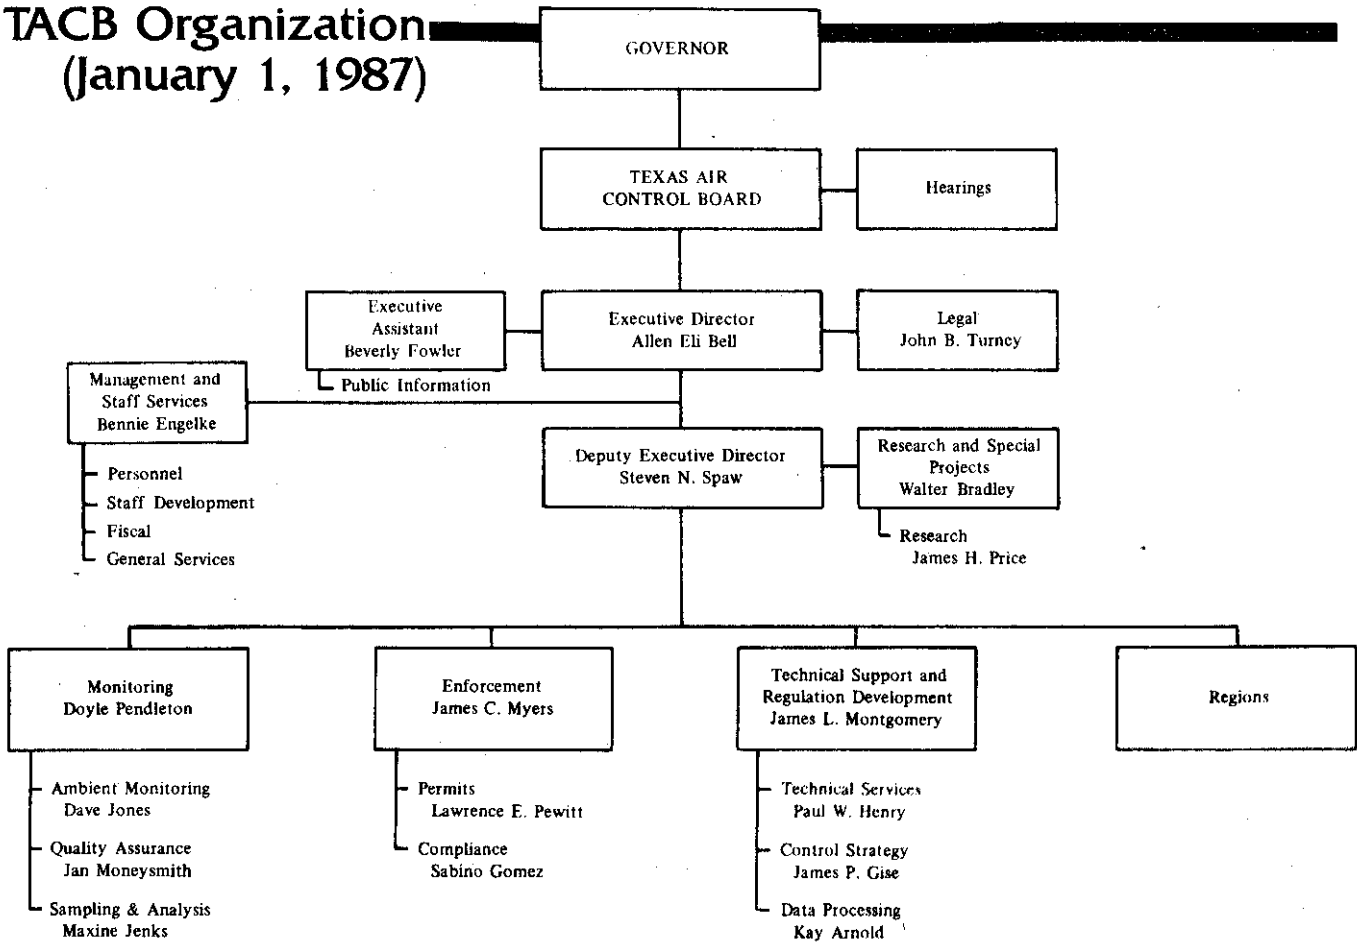 TACB Organization
(January 1, 1987)
GOVERNOR
TEXAS AIR
CONTROL BOARD
Hearings
Executive
Assistant
Beverly Fowler
Public Information
Executive Director
Allen Eli Bell
Legal
John B. Turney
Management and
Staff Services
Bennie Engelke
Personnel
Staff Development
Fiscal
General Services
Deputy Executive Director
Steven N. Spaw
Research and Special
Projects
Walter Bradley
Research
James H. Price
Monitoring
Doyle Pendleton
Ambient Monitoring
Dave Jones
Quality Assurance
Jan Moneysmith
Sampling & Analysis
Maxine Jenks
Enforcement
James C. Myers
Permits
Lawrence E. Pewitt
Compliance
Sabino Gomez
Technical Support and
Regulation Development
James L. Montgomery
Technical Services
Paul W. Henry
Control Strategy
James P. Gise
Data Processing
Kay Arnold
Regions